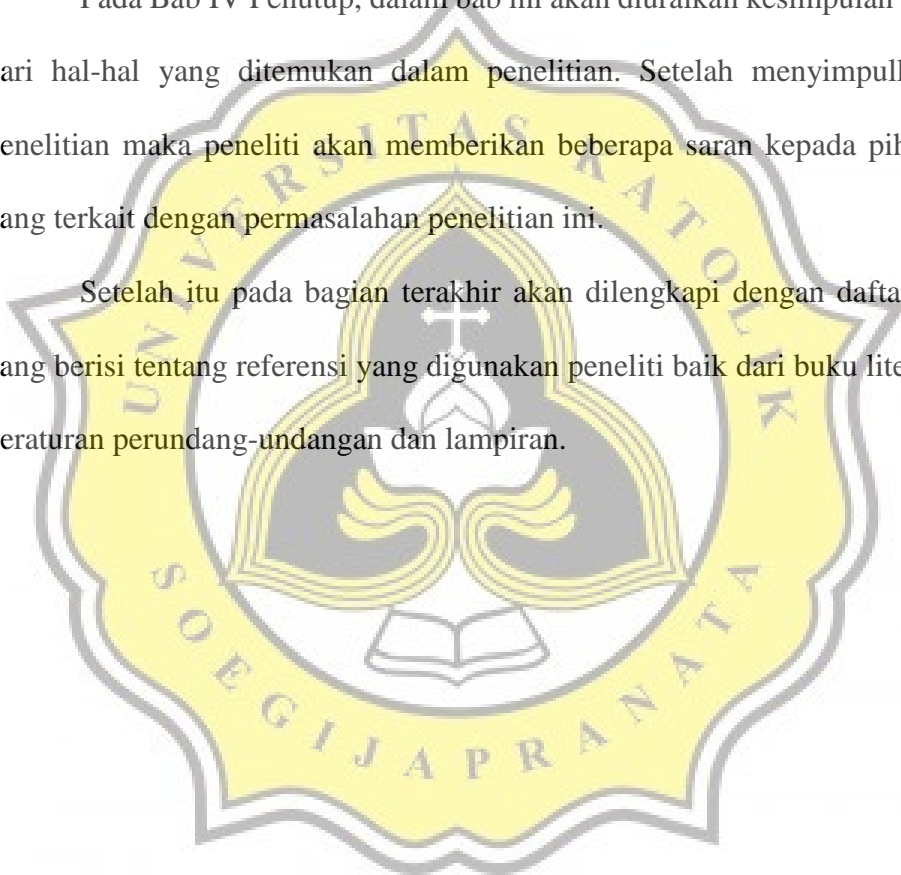 Pada Bab IV Penutup, dalam bab ini akan diuraikan kesimpulan
ari hal-hal yang ditemukan dalam penelitian. Setelah menyimpull
enelitian maka peneliti akan memberikan beberapa saran kepada pih
ang terkait dengan permasalahan penelitian ini.
Setelah itu pada bagian terakhir akan dilengkapi dengan dafta
ang berisi tentang referensi yang digunakan peneliti baik dari buku lite
eraturan perundang-undangan dan lampiran.
UNIVERSITAS KATOLIK
SOEGIJAPRANATA